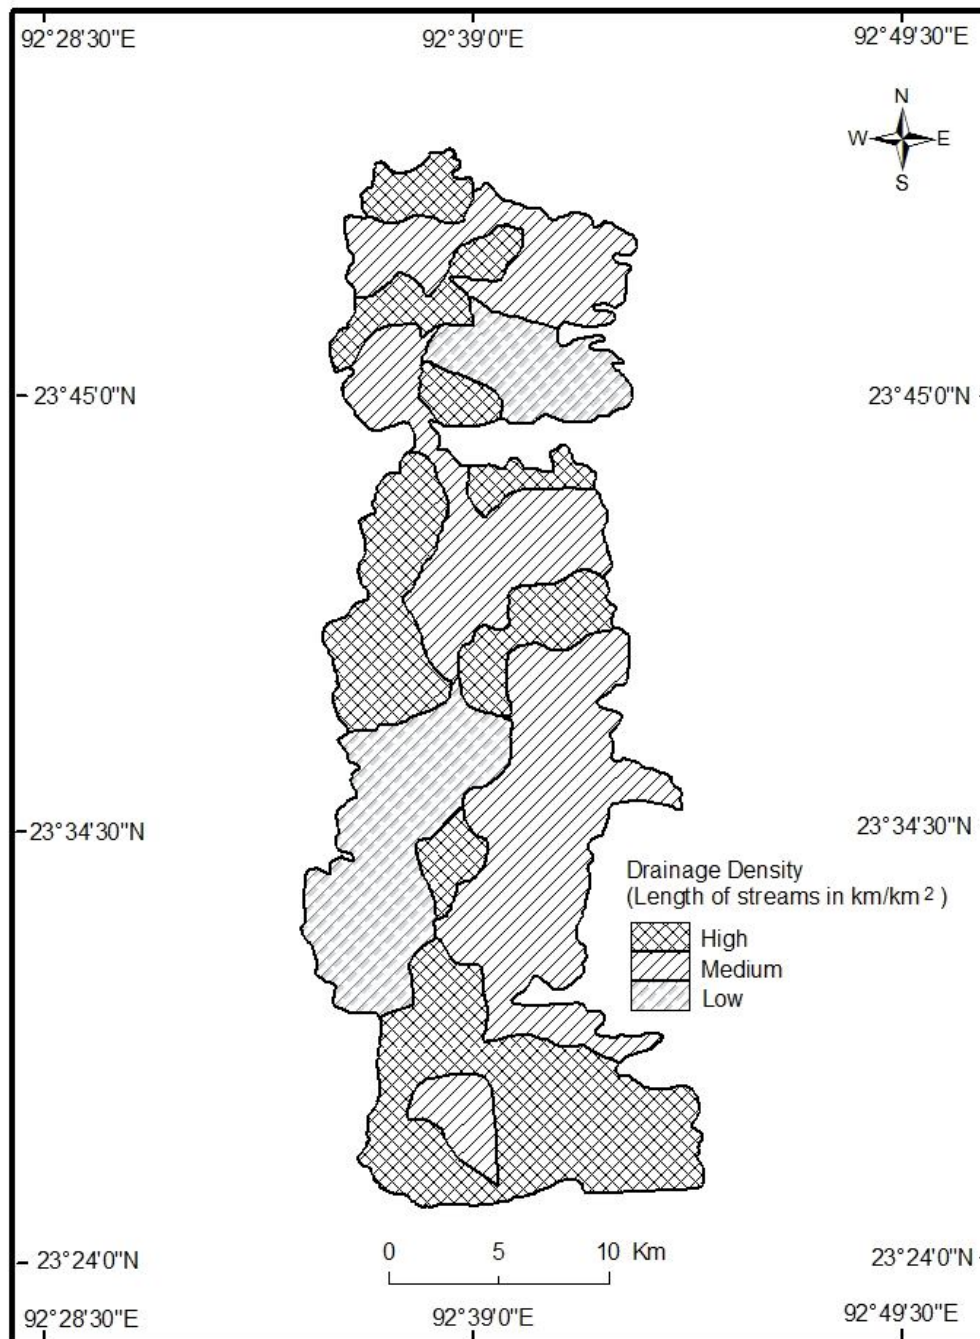 92°28'30"E 92°39'0"E 92°49'30"E
N
W E
S
23°45'0"N 23°45'0"N
23°34'30"N 23°34'30"N
Drainage Density
(Length of streams in km/km²)
High
Medium
Low
0 5 10 Km
23°24'0"N 23°24'0"N
92°28'30"E 92°39'0"E 92°49'30"E